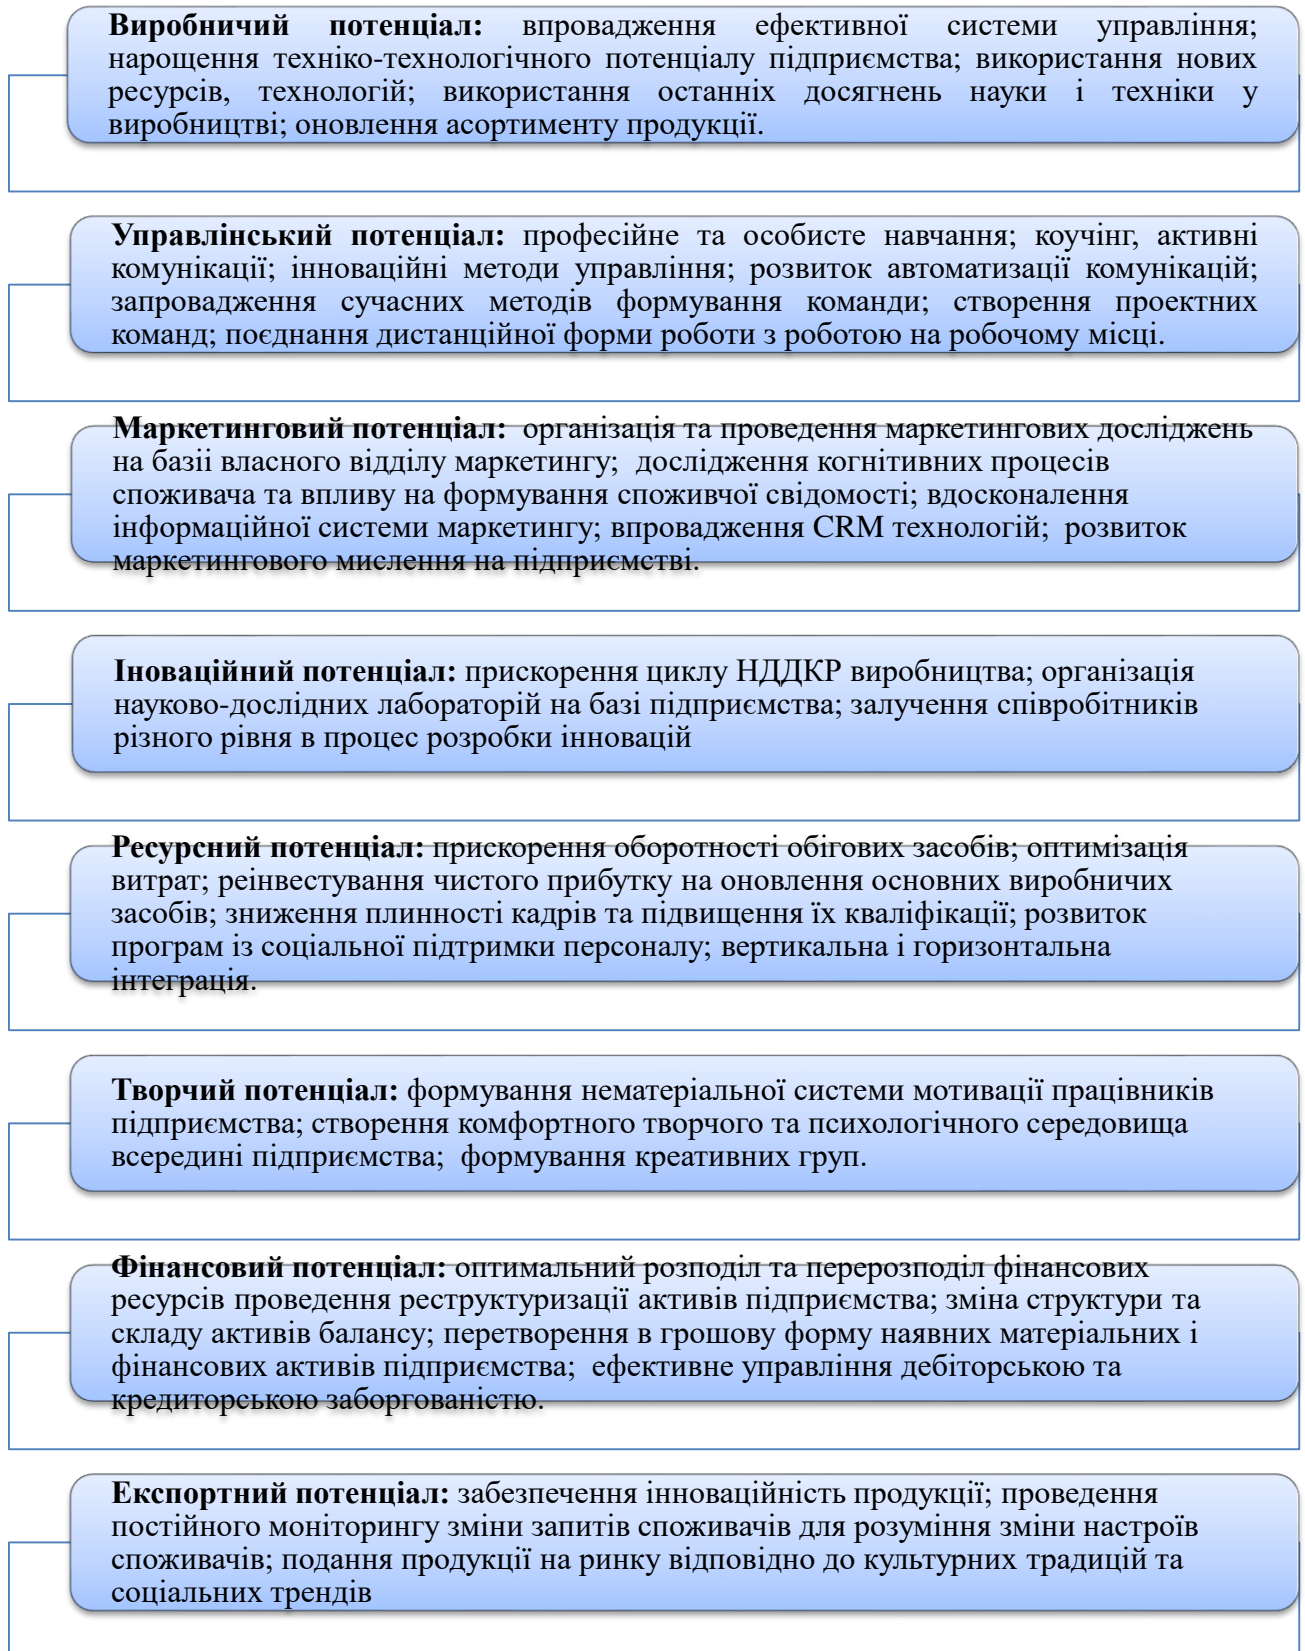 Виробничий потенціал: впровадження ефективної системи управління;
нарощення техніко-технологічного потенціалу підприємства; використання нових
ресурсів, технологій; використання останніх досягнень науки і техніки у
виробництві; оновлення асортименту продукції.
Управлінський потенціал: професійне та особисте навчання; коучінг, активні
комунікації; інноваційні методи управління; розвиток автоматизації комунікацій;
запровадження сучасних методів формування команди; створення проектних
команд; поєднання дистанційної форми роботи з роботою на робочому місці.
Маркетинговий потенціал: організація та проведення маркетингових досліджень
на базіі власного відділу маркетингу; дослідження когнітивних процесів
споживача та впливу на формування споживчої свідомості; вдосконалення
інформаційної системи маркетингу; впровадження CRM технологій; розвиток
маркетингового мислення на підприємстві.
Іноваційний потенціал: прискорення циклу НДДКР виробництва; організація
науково-дослідних лабораторій на базі підприємства; залучення співробітників
різного рівня в процес розробки інновацій
Ресурсний потенціал: прискорення оборотності обігових засобів; оптимізація
витрат; реінвестування чистого прибутку на оновлення основних виробничих
засобів; зниження плинності кадрів та підвищення їх кваліфікації; розвиток
програм із соціальної підтримки персоналу; вертикальна і горизонтальна
інтеграція.
Творчий потенціал: формування нематеріальної системи мотивації працівників
підприємства; створення комфортного творчого та психологічного середовища
всередині підприємства; формування креативних груп.
Фінансовий потенціал: оптимальний розподіл та перерозподіл фінансових
ресурсів проведення реструктуризації активів підприємства; зміна структури та
складу активів балансу; перетворення в грошову форму наявних матеріальних і
фінансових активів підприємства; ефективне управління дебіторською та
кредиторською заборгованістю.
Експортний потенціал: забезпечення інноваційність продукції; проведення
постійного моніторингу зміни запитів споживачів для розуміння зміни настроїв
споживачів; подання продукції на ринку відповідно до культурних традицій та
соціальних трендів